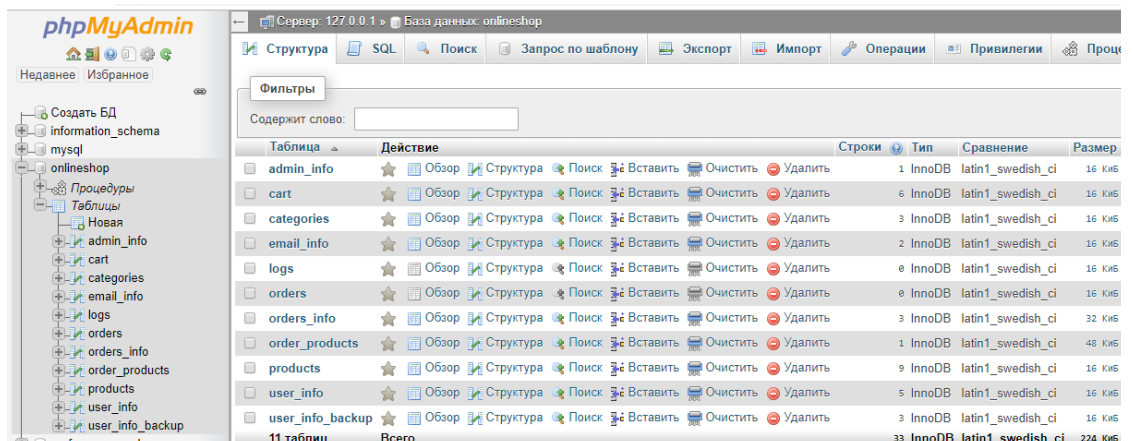 phpMyAdmin
Недавнее Избранное
Создать БД
information_schema
mysql
onlineshop
Процедуры
Таблицы
Новая
admin_info
cart
categories
email_info
logs
orders
orders_info
order_products
products
user_info
user_info_backup
Сервер: 127.0.0.1 » База данных: onlineshop
Структура SQL Поиск Запрос по шаблону Экспорт Импорт Операции Привилегии Проце
Фильтры
Содержит слово:
Таблица Действие Строки Тип Сравнение Размер
admin_info Обзор Структура Поиск Вставить Очистить Удалить 1 InnoDB latin1_swedish_ci 16 КиБ
cart Обзор Структура Поиск Вставить Очистить Удалить 6 InnoDB latin1_swedish_ci 16 КиБ
categories Обзор Структура Поиск Вставить Очистить Удалить 3 InnoDB latin1_swedish_ci 16 КиБ
email_info Обзор Структура Поиск Вставить Очистить Удалить 2 InnoDB latin1_swedish_ci 16 КиБ
logs Обзор Структура Поиск Вставить Очистить Удалить 0 InnoDB latin1_swedish_ci 16 КиБ
orders Обзор Структура Поиск Вставить Очистить Удалить 0 InnoDB latin1_swedish_ci 16 КиБ
orders_info Обзор Структура Поиск Вставить Очистить Удалить 3 InnoDB latin1_swedish_ci 32 КиБ
order_products Обзор Структура Поиск Вставить Очистить Удалить 1 InnoDB latin1_swedish_ci 48 КиБ
products Обзор Структура Поиск Вставить Очистить Удалить 9 InnoDB latin1_swedish_ci 16 КиБ
user_info Обзор Структура Поиск Вставить Очистить Удалить 5 InnoDB latin1_swedish_ci 16 КиБ
user_info_backup Обзор Структура Поиск Вставить Очистить Удалить 3 InnoDB latin1_swedish_ci 16 КиБ
11 таблиц Всего 33 InnoDB latin1_swedish_ci 224 КиБ